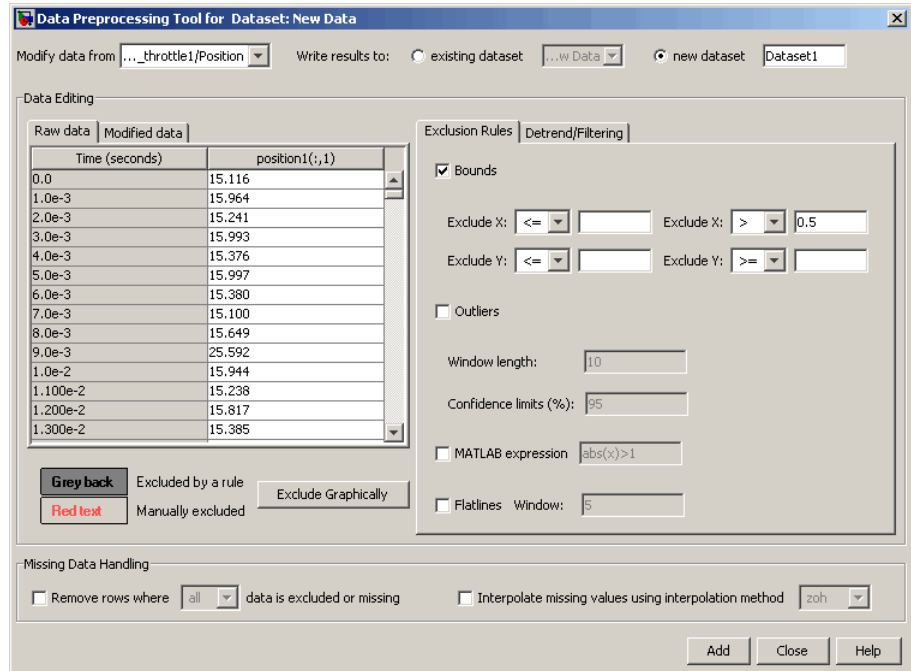 Data Preprocessing Tool for Dataset: New Data
Modify data from ..._throttle1/Position Write results to: existing dataset ...w Data new dataset Dataset1
Data Editing
Raw data Modified data
Time (seconds) position1(:,1)
0.0 15.116
1.0e-3 15.964
2.0e-3 15.241
3.0e-3 15.993
4.0e-3 15.376
5.0e-3 15.997
6.0e-3 15.380
7.0e-3 15.100
8.0e-3 15.649
9.0e-3 25.592
1.0e-2 15.944
1.100e-2 15.238
1.200e-2 15.817
1.300e-2 15.385
Grey back Excluded by a rule
Red text Manually excluded
Exclude Graphically
Exclusion Rules Detrend/Filtering
Bounds
Exclude X: <= Exclude X: > 0.5
Exclude Y: <= Exclude Y: >=
Outliers
Window length: 10
Confidence limits (%): 95
MATLAB expression abs(x)>1
Flatlines Window: 5
Missing Data Handling
Remove rows where all data is excluded or missing Interpolate missing values using interpolation method zoh
Add Close Help